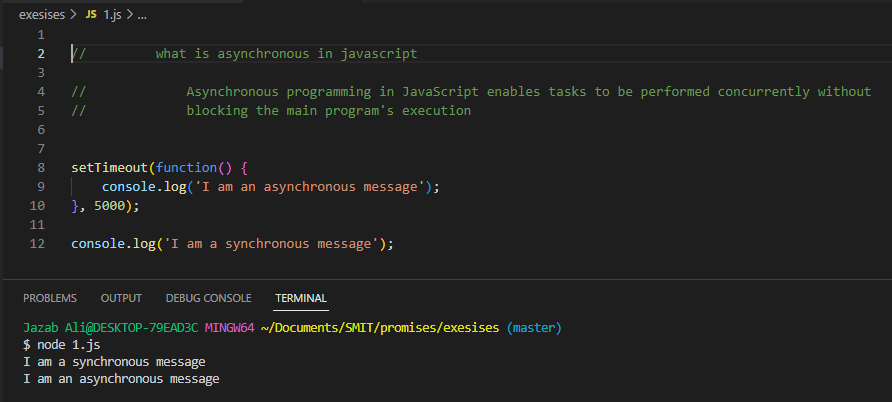 exesises > JS 1.js > ...
1
2 // what is asynchronous in javascript
3
4 // Asynchronous programming in JavaScript enables tasks to be performed concurrently without
5 // blocking the main program's execution
6
7
8 setTimeout(function() {
9 console.log('I am an asynchronous message');
10 }, 5000);
11
12 console.log('I am a synchronous message');
PROBLEMS OUTPUT DEBUG CONSOLE TERMINAL
Jazab Ali@DESKTOP-79EAD3C MINGW64 ~/Documents/SMIT/promises/exesises (master)
$ node 1.js
I am a synchronous message
I am an asynchronous message